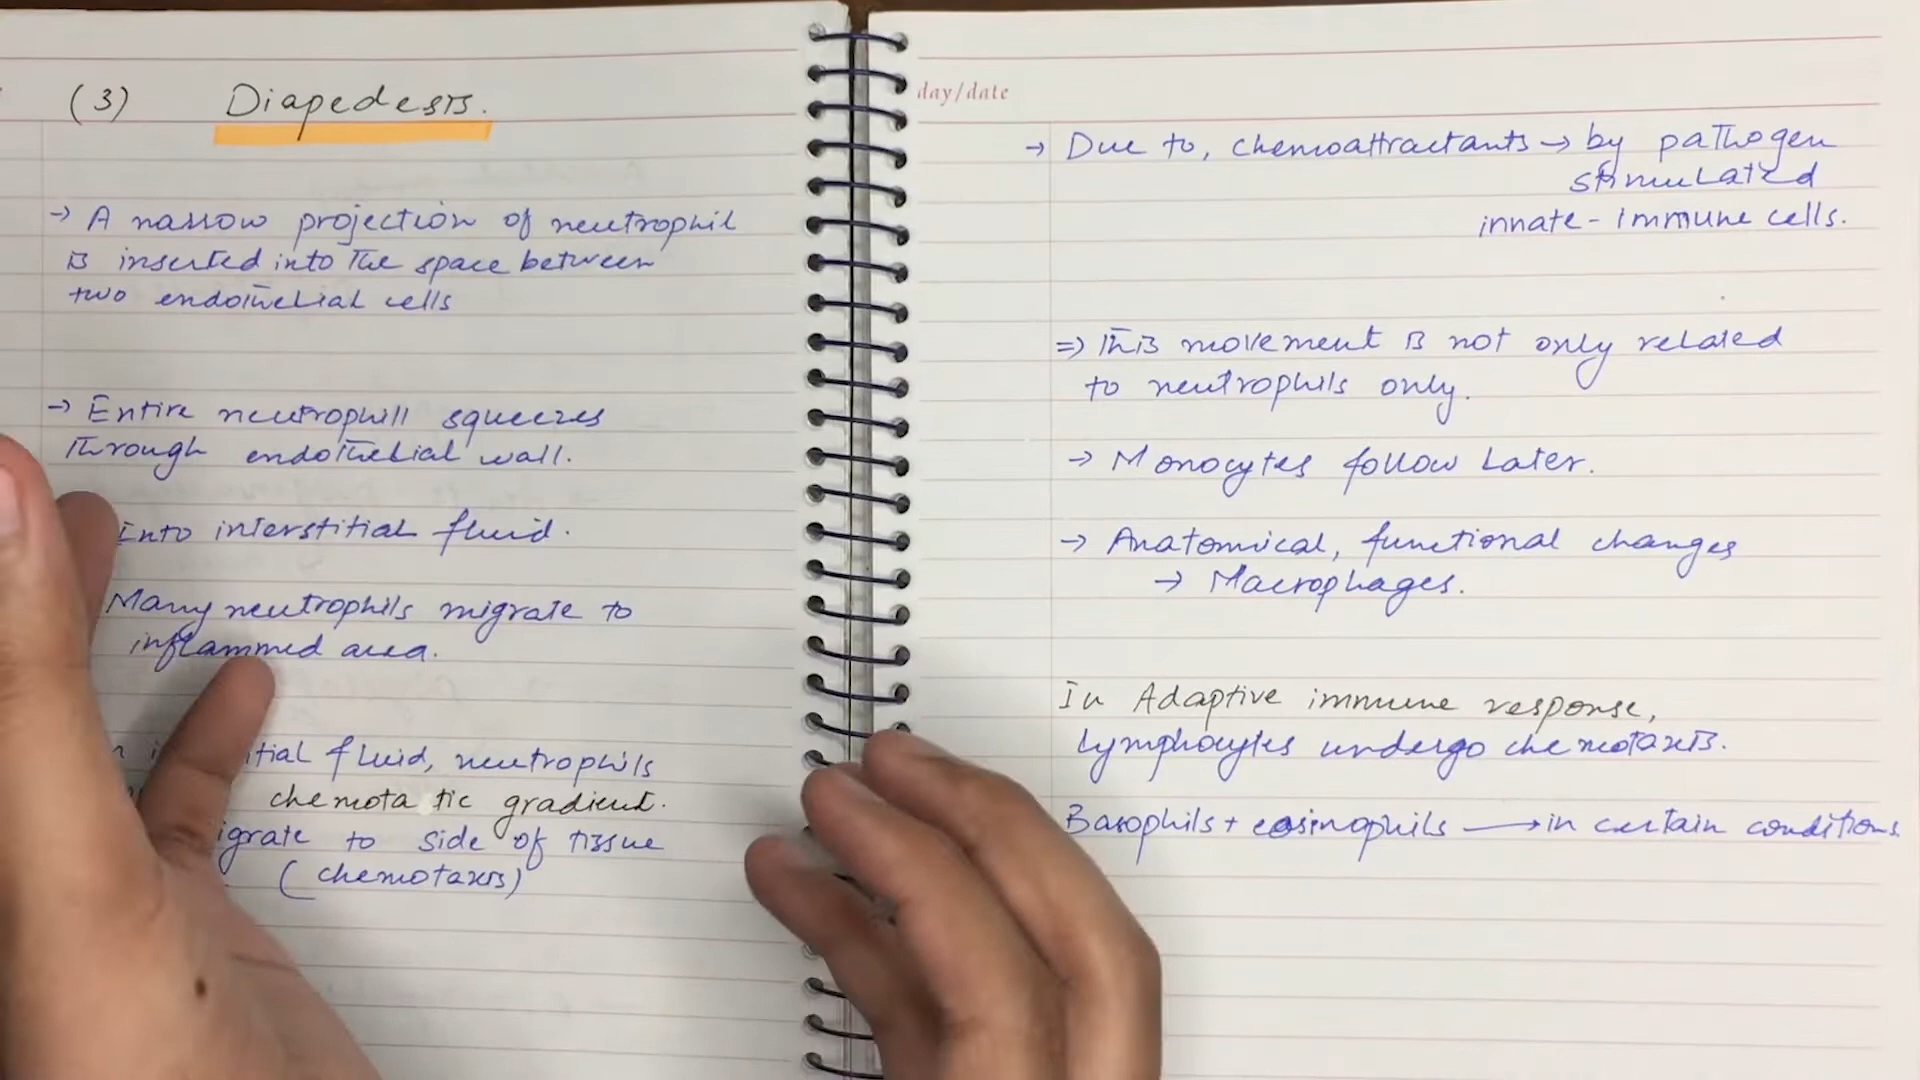 (3) Diapedesis.
→ A narrow projection of neutrophil
is inserted into the space between
two endothelial cells
→ Entire neutrophill squeezes
through endothelial wall.
Into interstitial fluid.
Many neutrophils migrate to
inflammed area.
fluid, neutrophils
chemotatic gradient.
to side of tissue
(chemotaxis)
day/date
→ Due to, chemoattractants → by pathogen
stimulated
innate - immune cells.
⇒ This movement is not only related
to neutrophils only.
→ Monocytes follow later.
→ Anatomical, functional changes
→ Macrophages.
In Adaptive immune response,
lymphocytes undergo chemotaxis.
Basophils + eosinophils → in certain conditions